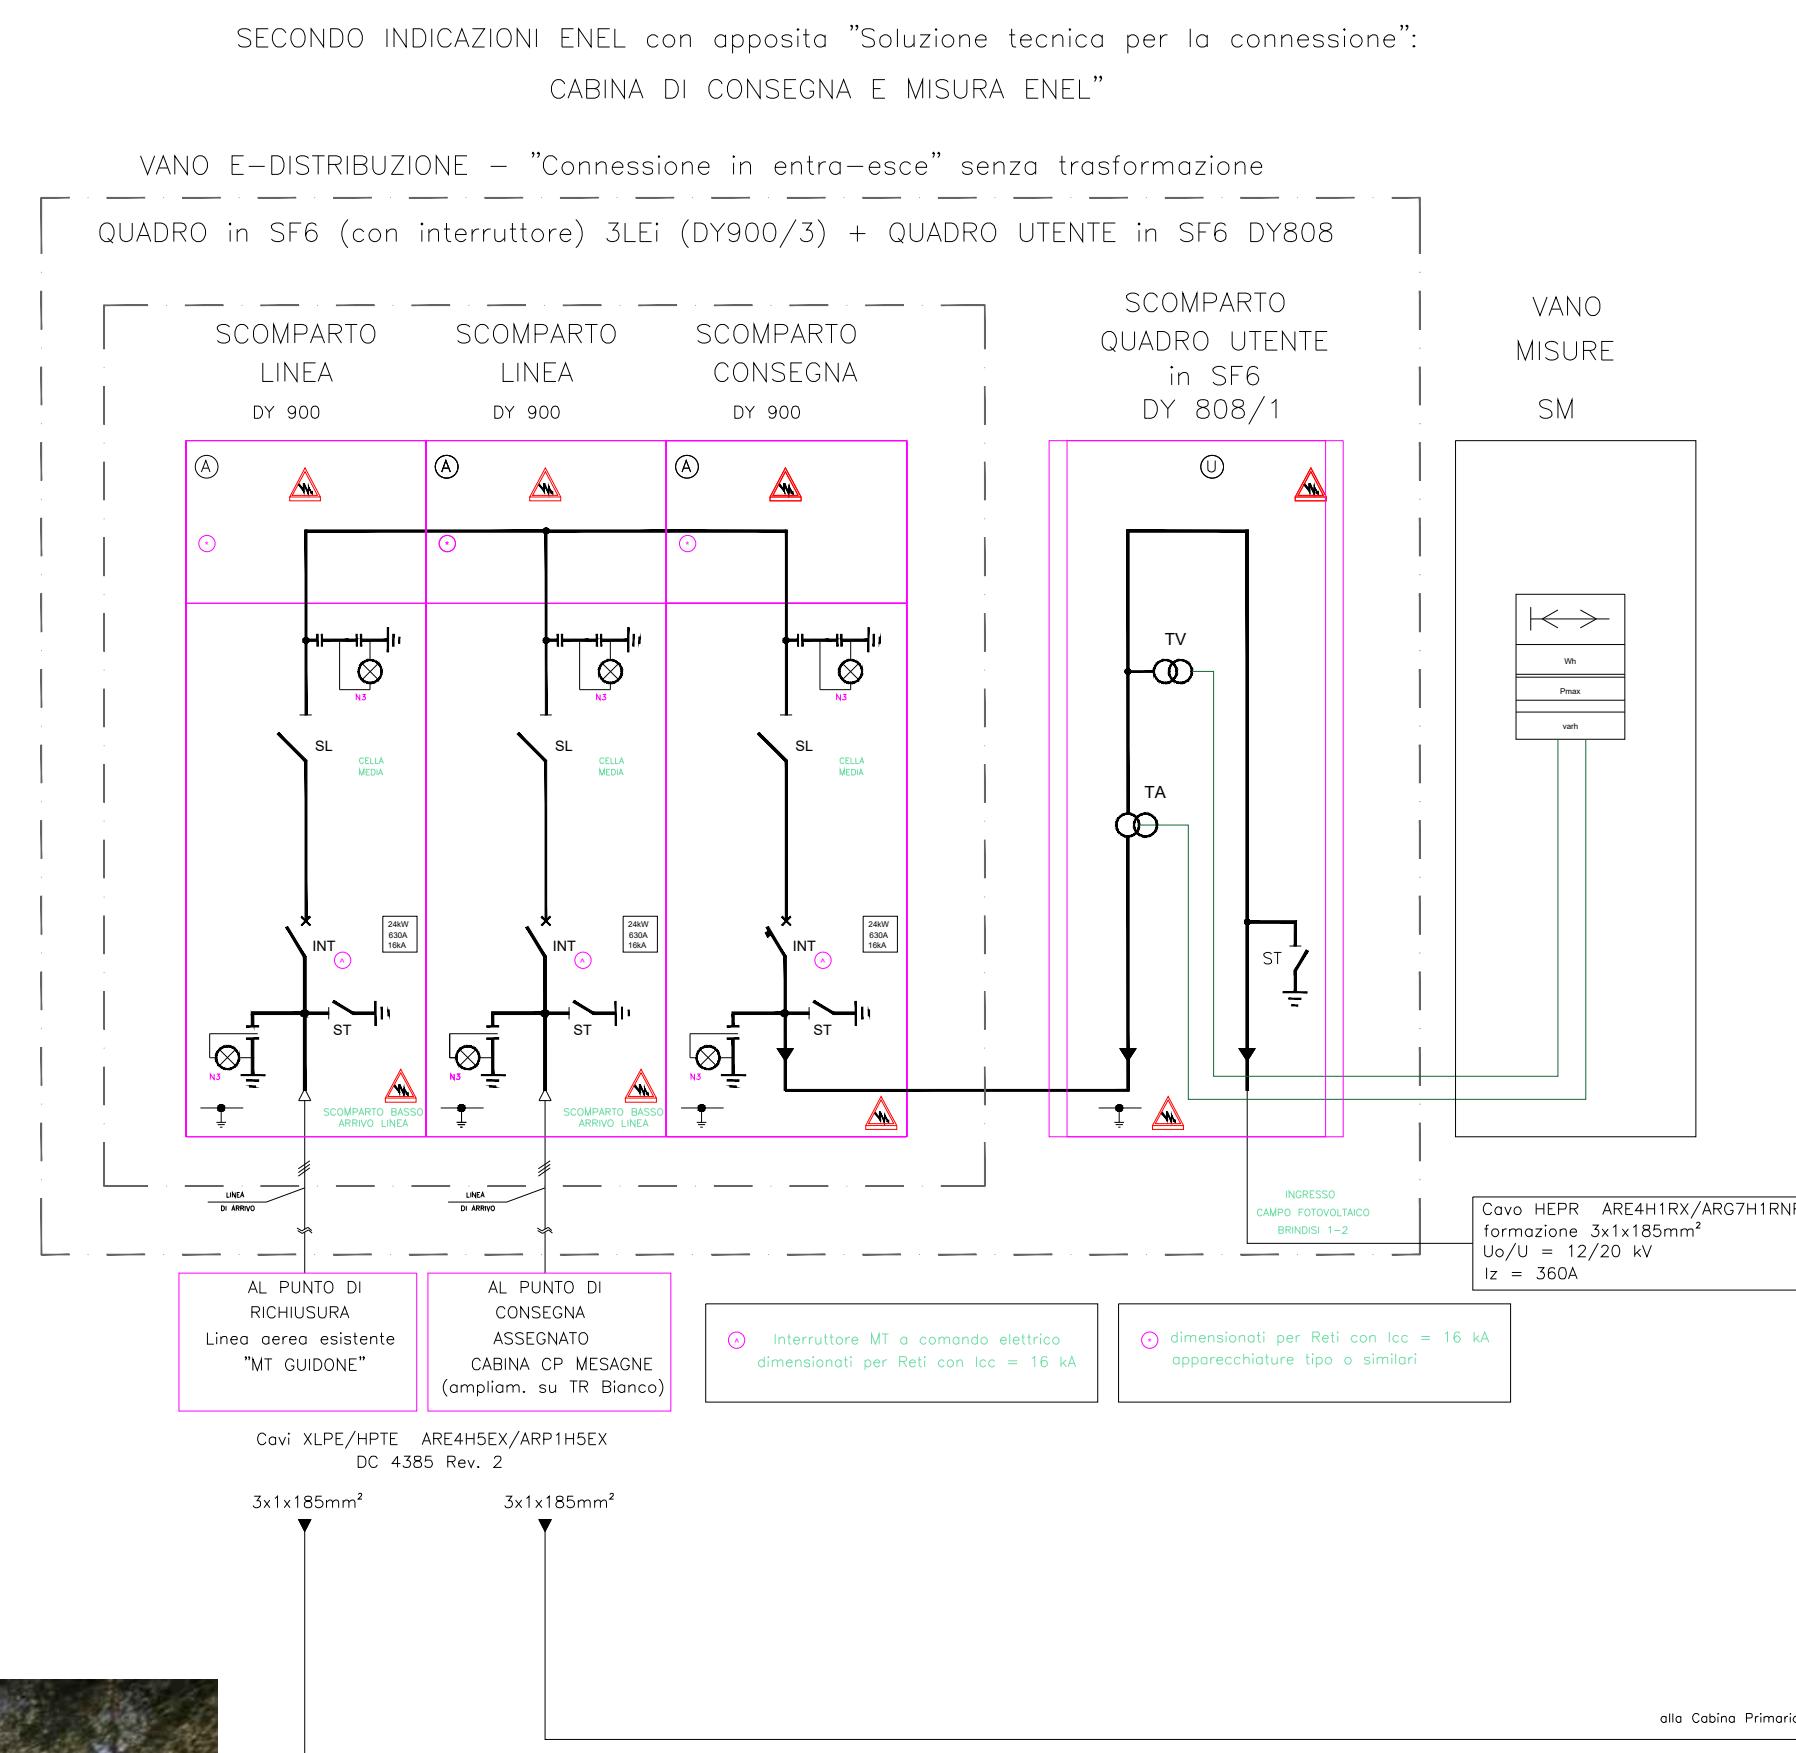 SECONDO INDICAZIONI ENEL con apposita "Soluzione tecnica per la connessione":
CABINA DI CONSEGNA E MISURA ENEL"
VANO E-DISTRIBUZIONE - "Connessione in entra-esce" senza trasformazione
QUADRO in SF6 (con interruttore) 3LEi (DY900/3) + QUADRO UTENTE in SF6 DY808
SCOMPARTO
LINEA
DY 900
SCOMPARTO
LINEA
DY 900
SCOMPARTO
CONSEGNA
DY 900
SCOMPARTO
QUADRO UTENTE
in SF6
DY 808/1
VANO
MISURE
SM
A
A
A
U
*
*
*
N3
N3
N3
SL
SL
SL
CELLA
MEDIA
CELLA
MEDIA
CELLA
MEDIA
TV
TA
Wh
Pmax
varh
INT
^
24kW
630A
16kA
INT
^
24kW
630A
16kA
INT
^
24kW
630A
16kA
ST
ST
ST
ST
N3
N3
N3
SCOMPARTO BASSO
ARRIVO LINEA
SCOMPARTO BASSO
ARRIVO LINEA
LINEA
DI ARRIVO
LINEA
DI ARRIVO
INGRESSO
CAMPO FOTOVOLTAICO
BRINDISI 1-2
Cavo HEPR ARE4H1RX/ARG7H1RNR
formazione 3x1x185mm²
Uo/U = 12/20 kV
Iz = 360A
AL PUNTO DI
RICHIUSURA
Linea aerea esistente
"MT GUIDONE"
AL PUNTO DI
CONSEGNA
ASSEGNATO
CABINA CP MESAGNE
(ampliam. su TR Bianco)
^ Interruttore MT a comando elettrico
dimensionati per Reti con Icc = 16 kA
* dimensionati per Reti con Icc = 16 kA
apparecchiature tipo o similari
Cavi XLPE/HPTE ARE4H5EX/ARP1H5EX
DC 4385 Rev. 2
3x1x185mm²
3x1x185mm²
alla Cabina Primaria